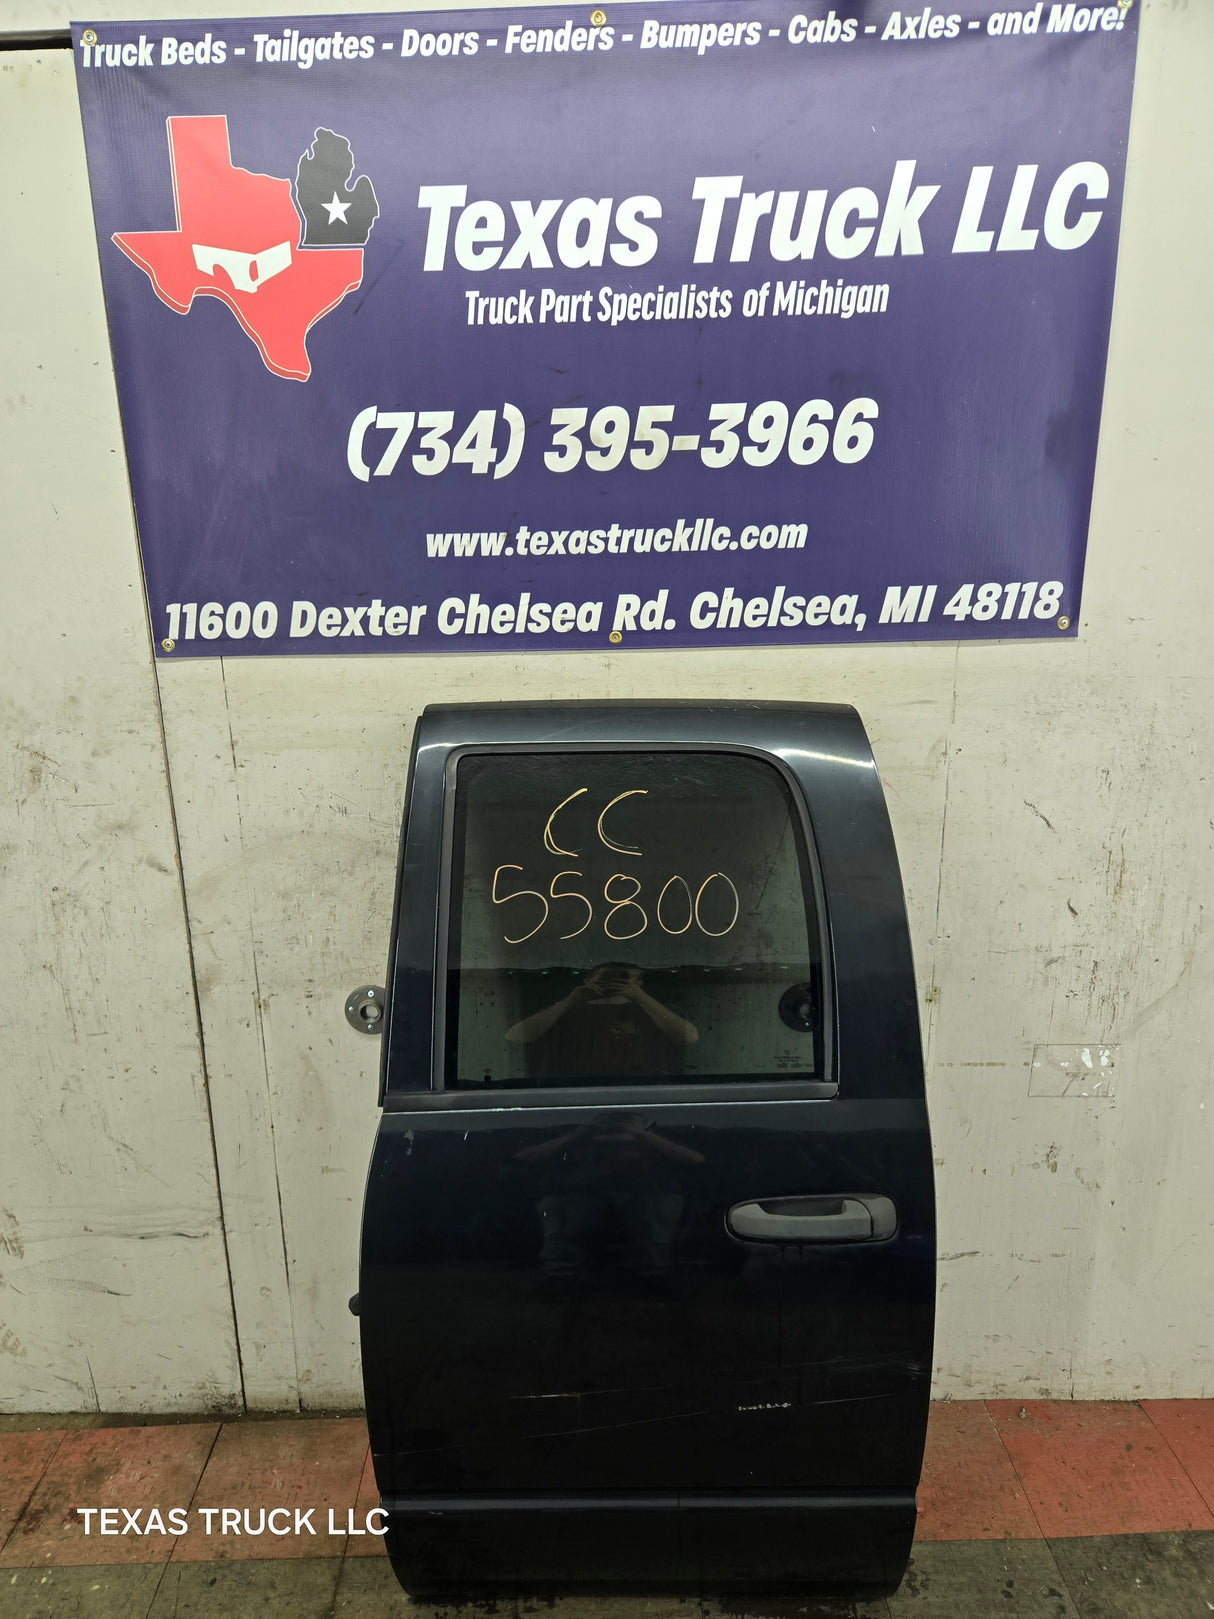 Truck Beds - Tailgates - Doors - Fenders - Bumpers - Cabs - Axles - and More!
Texas Truck LLC
Truck Part Specialists of Michigan
(734) 395-3966
www.texastruckllc.com
11600 Dexter Chelsea Rd. Chelsea, MI 48118
CC
55800
TEXAS TRUCK LLC